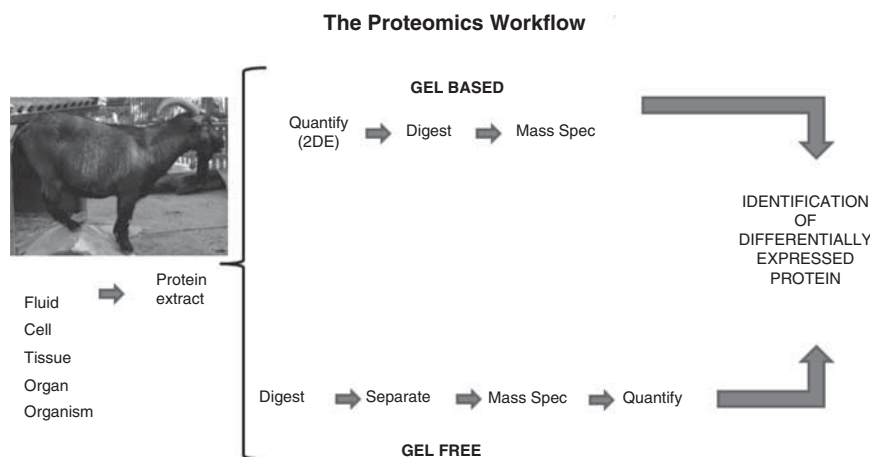 The Proteomics Workflow
GEL BASED
Quantify
(2DE)
Digest
Mass Spec
IDENTIFICATION
OF
DIFFERENTIALLY
EXPRESSED
PROTEIN
Protein
extract
Fluid
Cell
Tissue
Organ
Organism
Digest
Separate
Mass Spec
Quantify
GEL FREE